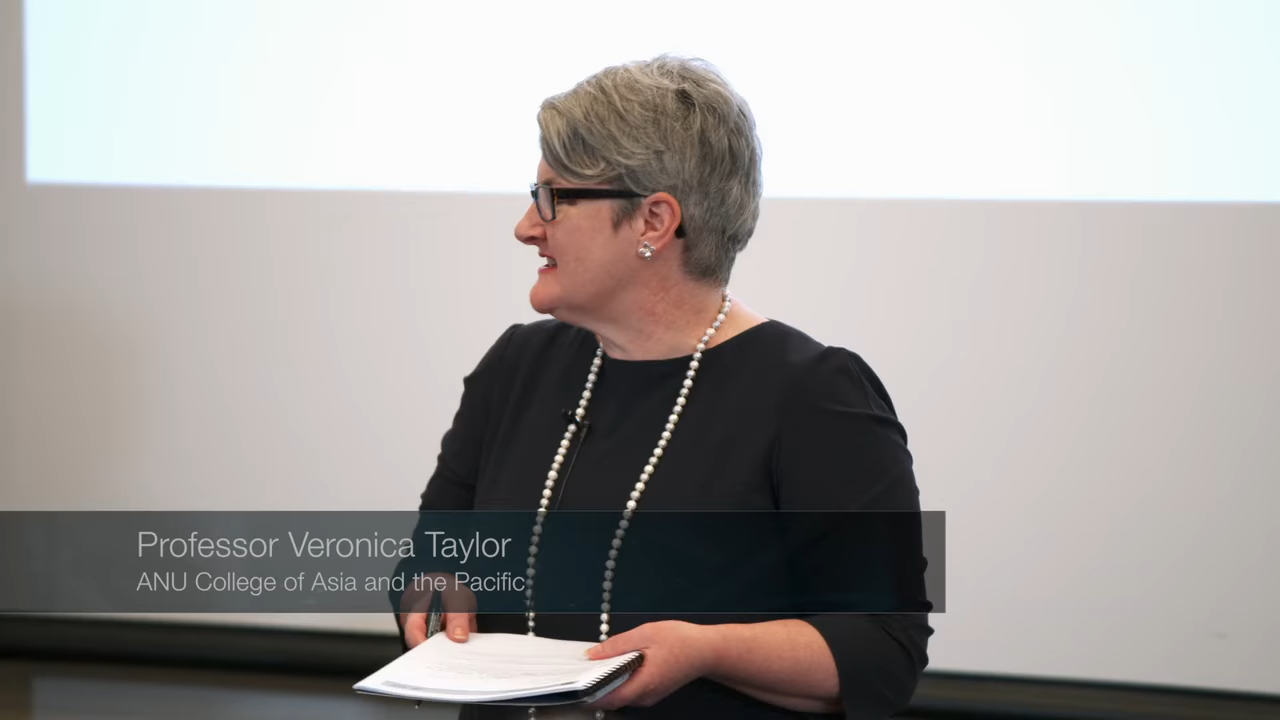 Professor Veronica Taylor
ANU College of Asia and the Pacific